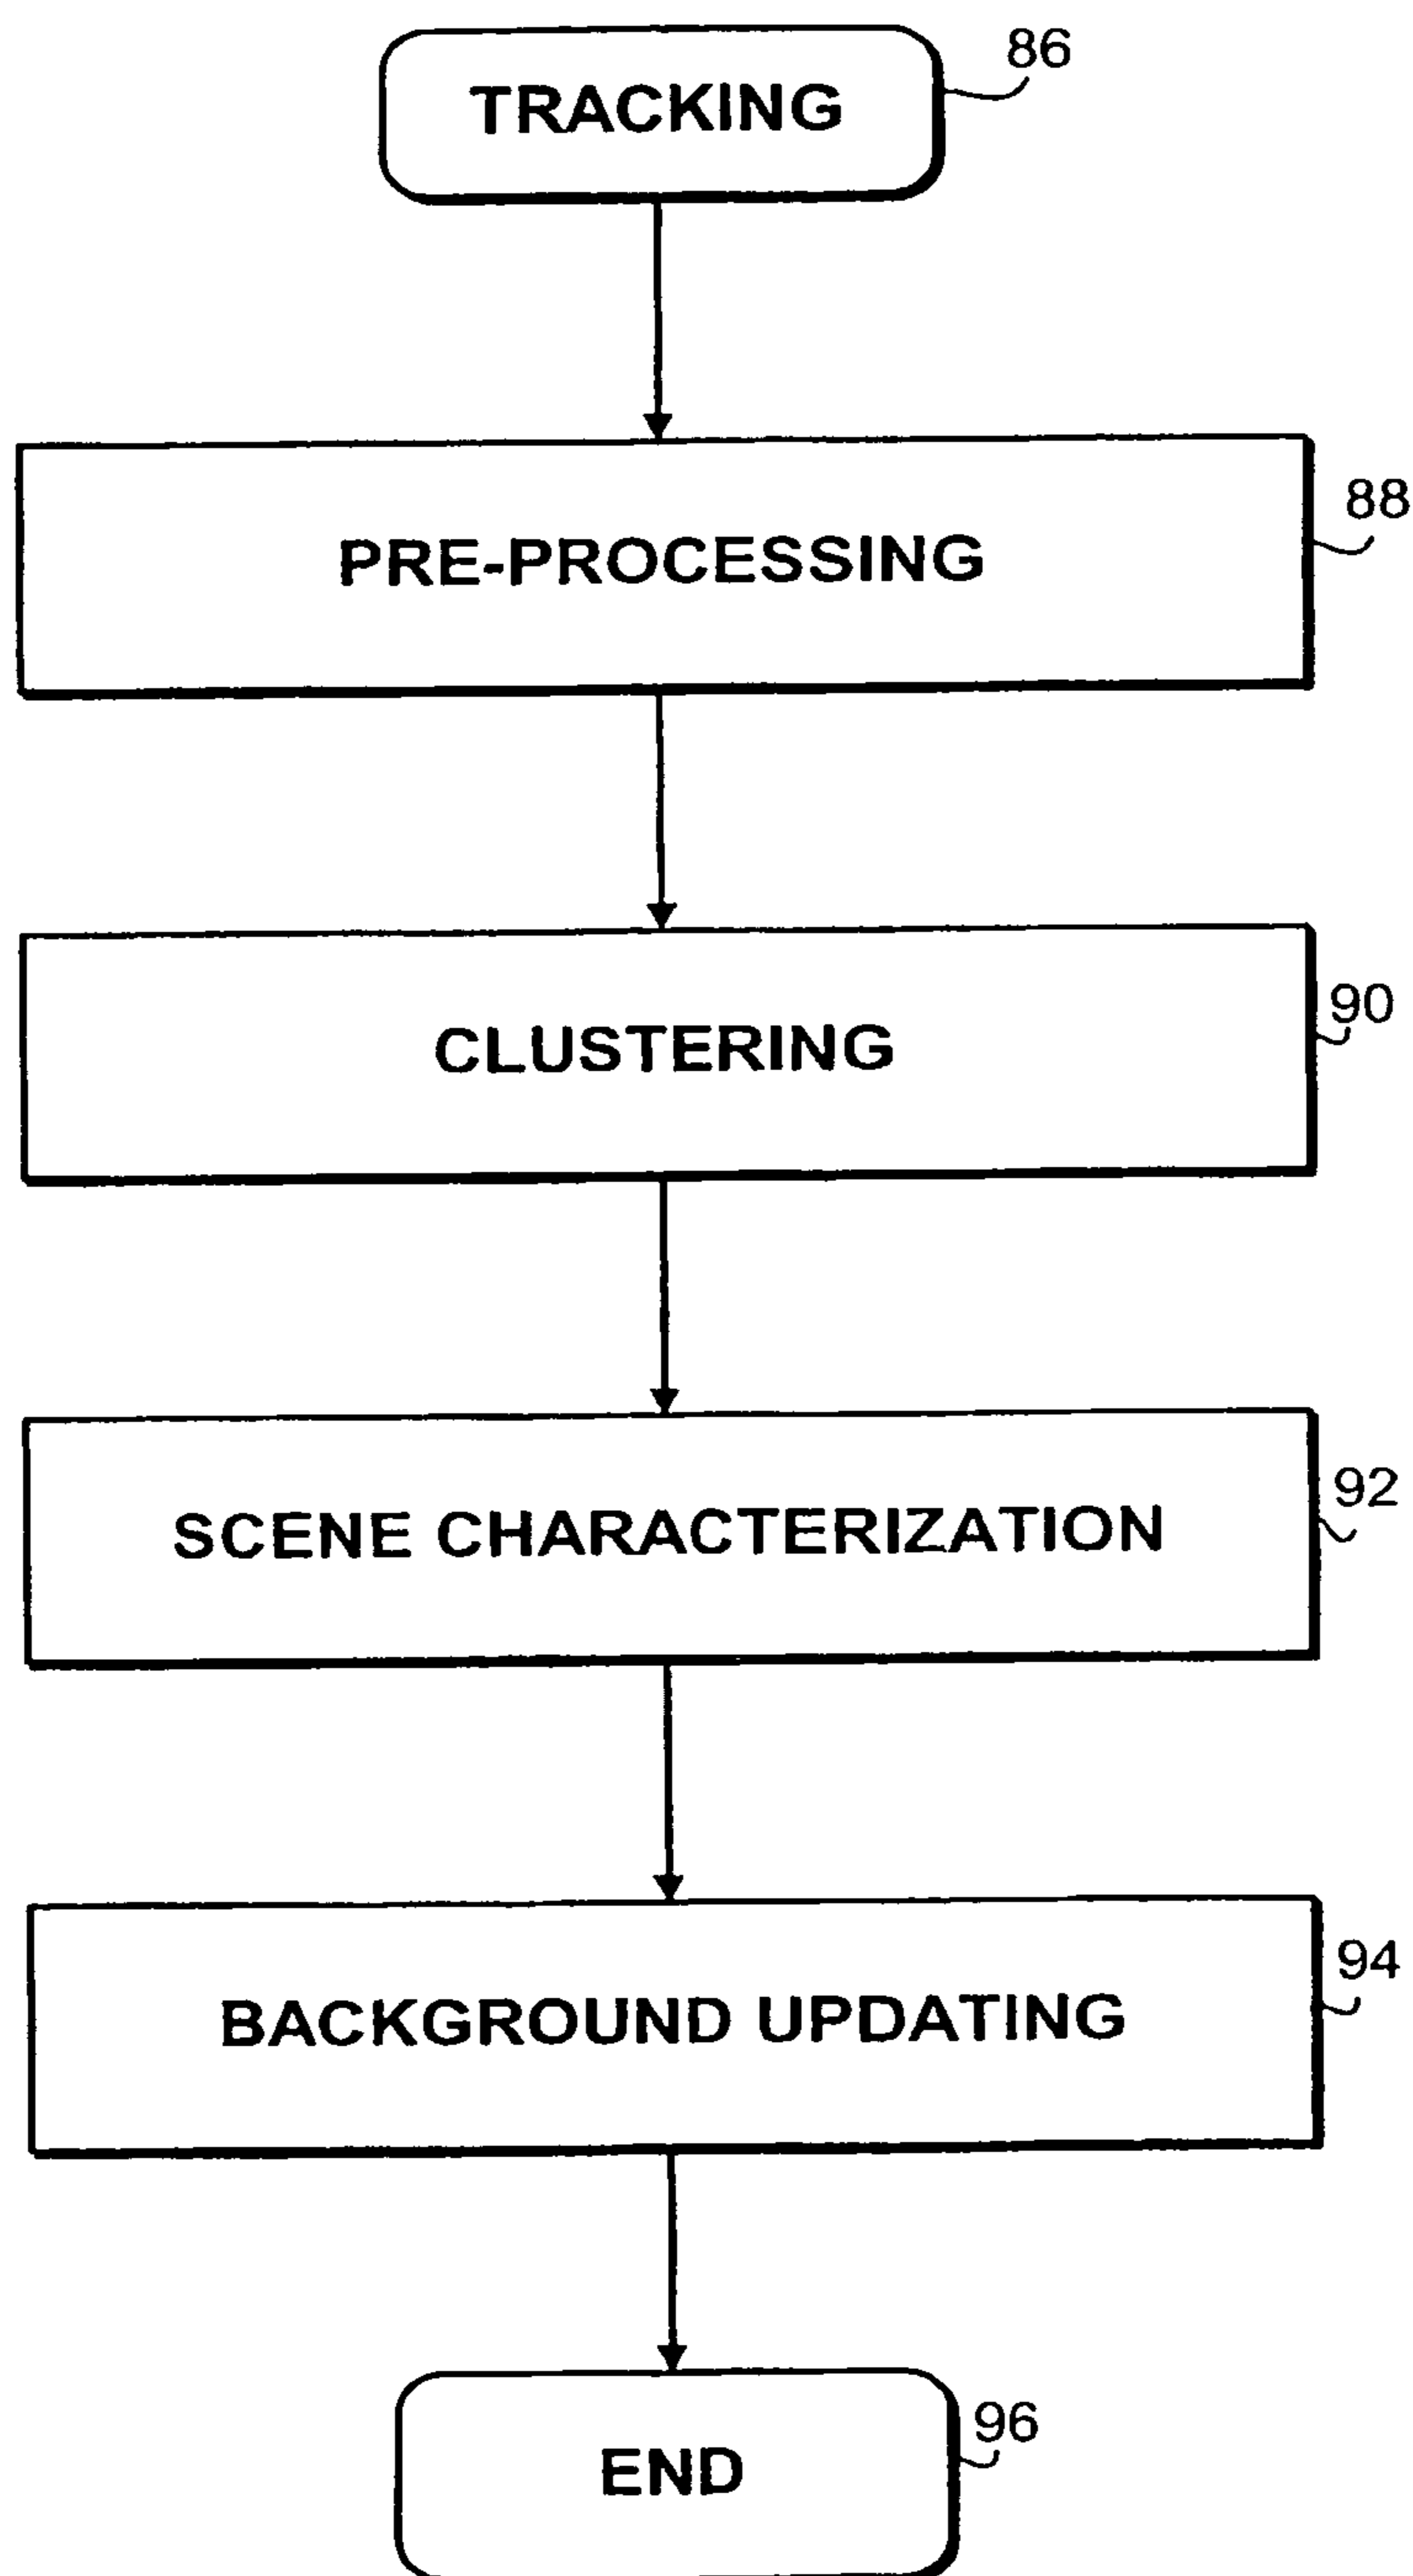 TRACKING
86
PRE-PROCESSING
88
CLUSTERING
90
SCENE CHARACTERIZATION
92
BACKGROUND UPDATING
94
END
96